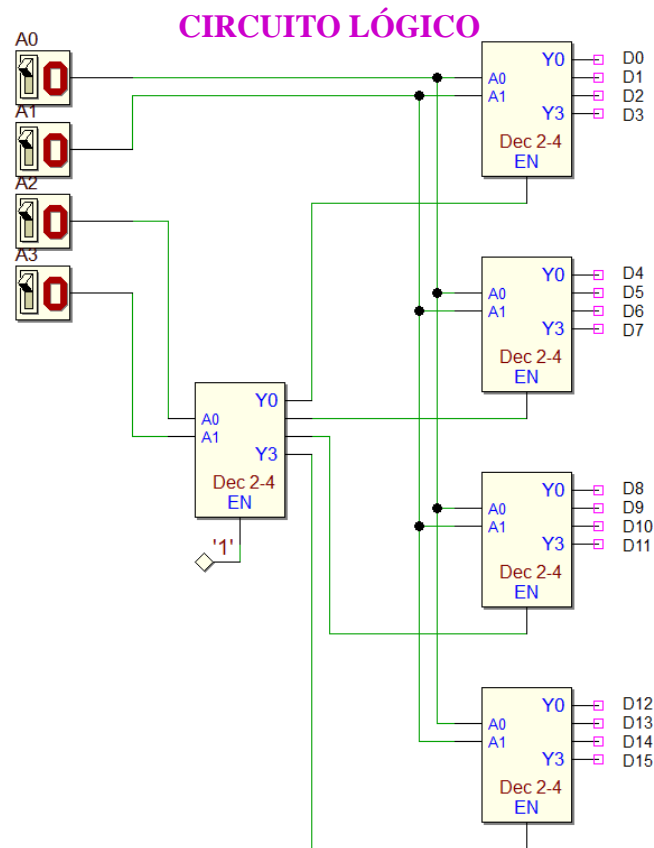 CIRCUITO LÓGICO
A0
0
A1
0
A2
0
A3
0
A0
A1
Y0
Y3
Dec 2-4
EN
D0
D1
D2
D3
A0
A1
Y0
Y3
Dec 2-4
EN
D4
D5
D6
D7
A0
A1
Y0
Y3
Dec 2-4
EN
'1'
A0
A1
Y0
Y3
Dec 2-4
EN
D8
D9
D10
D11
A0
A1
Y0
Y3
Dec 2-4
EN
D12
D13
D14
D15